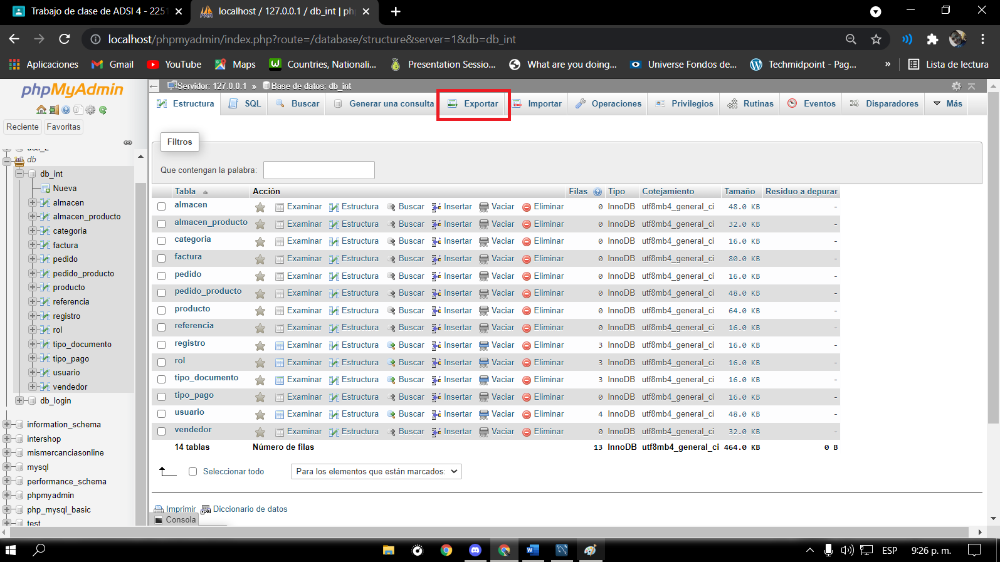 Trabajo de clase de ADSI 4 - 2251
localhost / 127.0.0.1 / db_int | ph
localhost/phpmyadmin/index.php?route=/database/structure&server=1&db=db_int
Aplicaciones
Gmail
YouTube
Maps
Countries, Nationali...
Presentation Sessio...
What are you doing...
Universe Fondos de...
Techmidpoint - Pag...
»
Lista de lectura
phpMyAdmin
Reciente
Favoritas
db
db_int
Nueva
almacen
almacen_producto
categoria
factura
pedido
pedido_producto
producto
referencia
registro
rol
tipo_documento
tipo_pago
usuario
vendedor
db_login
information_schema
intershop
mismercanciasonline
mysql
performance_schema
phpmyadmin
php_mysql_basic
test
Servidor: 127.0.0.1 » Base de datos: db_int
Estructura SQL Buscar Generar una consulta Exportar Importar Operaciones Privilegios Rutinas Eventos Disparadores Más
Filtros
Que contengan la palabra:
Tabla Acción Filas Tipo Cotejamiento Tamaño Residuo a depurar
almacen Examinar Estructura Buscar Insertar Vaciar Eliminar 0 InnoDB utf8mb4_general_ci 48.0 KB -
almacen_producto Examinar Estructura Buscar Insertar Vaciar Eliminar 0 InnoDB utf8mb4_general_ci 32.0 KB -
categoria Examinar Estructura Buscar Insertar Vaciar Eliminar 0 InnoDB utf8mb4_general_ci 16.0 KB -
factura Examinar Estructura Buscar Insertar Vaciar Eliminar 0 InnoDB utf8mb4_general_ci 80.0 KB -
pedido Examinar Estructura Buscar Insertar Vaciar Eliminar 0 InnoDB utf8mb4_general_ci 16.0 KB -
pedido_producto Examinar Estructura Buscar Insertar Vaciar Eliminar 0 InnoDB utf8mb4_general_ci 48.0 KB -
producto Examinar Estructura Buscar Insertar Vaciar Eliminar 0 InnoDB utf8mb4_general_ci 64.0 KB -
referencia Examinar Estructura Buscar Insertar Vaciar Eliminar 0 InnoDB utf8mb4_general_ci 16.0 KB -
registro Examinar Estructura Buscar Insertar Vaciar Eliminar 3 InnoDB utf8mb4_general_ci 16.0 KB -
rol Examinar Estructura Buscar Insertar Vaciar Eliminar 3 InnoDB utf8mb4_general_ci 16.0 KB -
tipo_documento Examinar Estructura Buscar Insertar Vaciar Eliminar 3 InnoDB utf8mb4_general_ci 16.0 KB -
tipo_pago Examinar Estructura Buscar Insertar Vaciar Eliminar 0 InnoDB utf8mb4_general_ci 16.0 KB -
usuario Examinar Estructura Buscar Insertar Vaciar Eliminar 4 InnoDB utf8mb4_general_ci 48.0 KB -
vendedor Examinar Estructura Buscar Insertar Vaciar Eliminar 0 InnoDB utf8mb4_general_ci 32.0 KB -
14 tablas Número de filas 13 InnoDB utf8mb4_general_ci 464.0 KB 0 B
Seleccionar todo
Para los elementos que están marcados:
Imprimir Diccionario de datos
Consola
ESP
9:26 p. m.